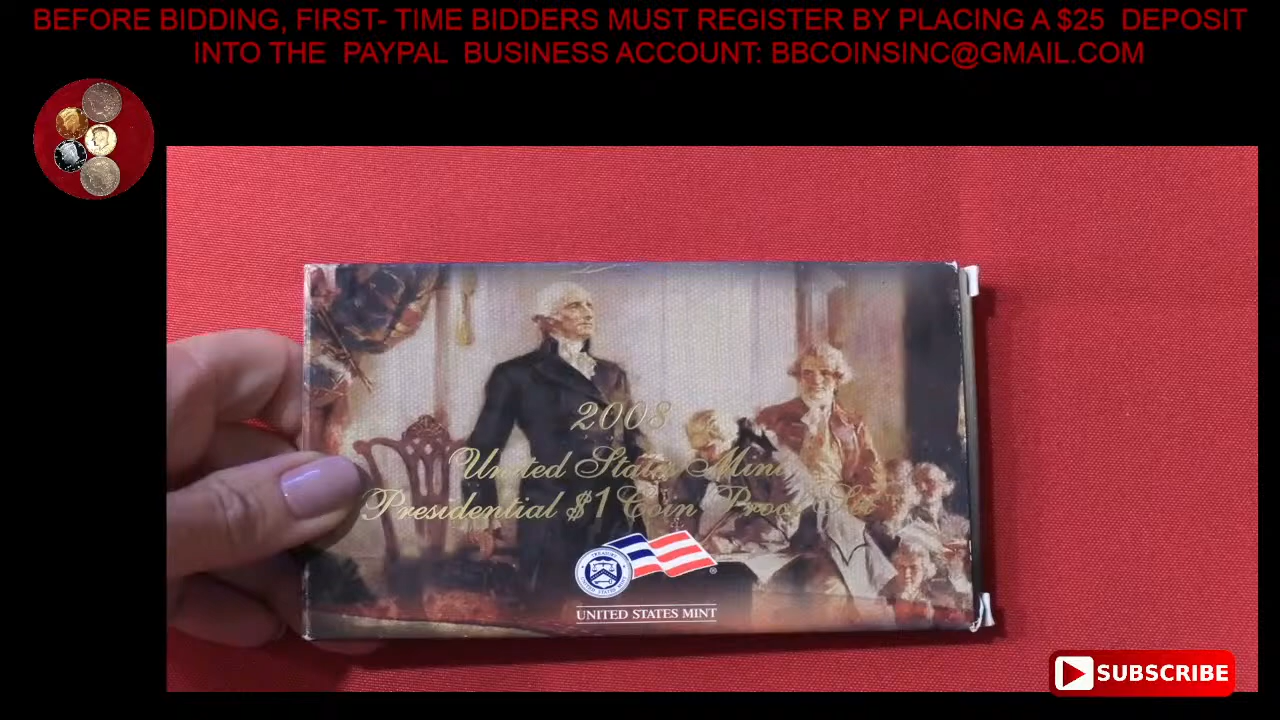 BEFORE BIDDING, FIRST- TIME BIDDERS MUST REGISTER BY PLACING A $25 DEPOSIT
INTO THE PAYPAL BUSINESS ACCOUNT: BBCOINSINC@GMAIL.COM
2008
United States Mint
Presidential $1 Coin Proof Set
UNITED STATES MINT
SUBSCRIBE